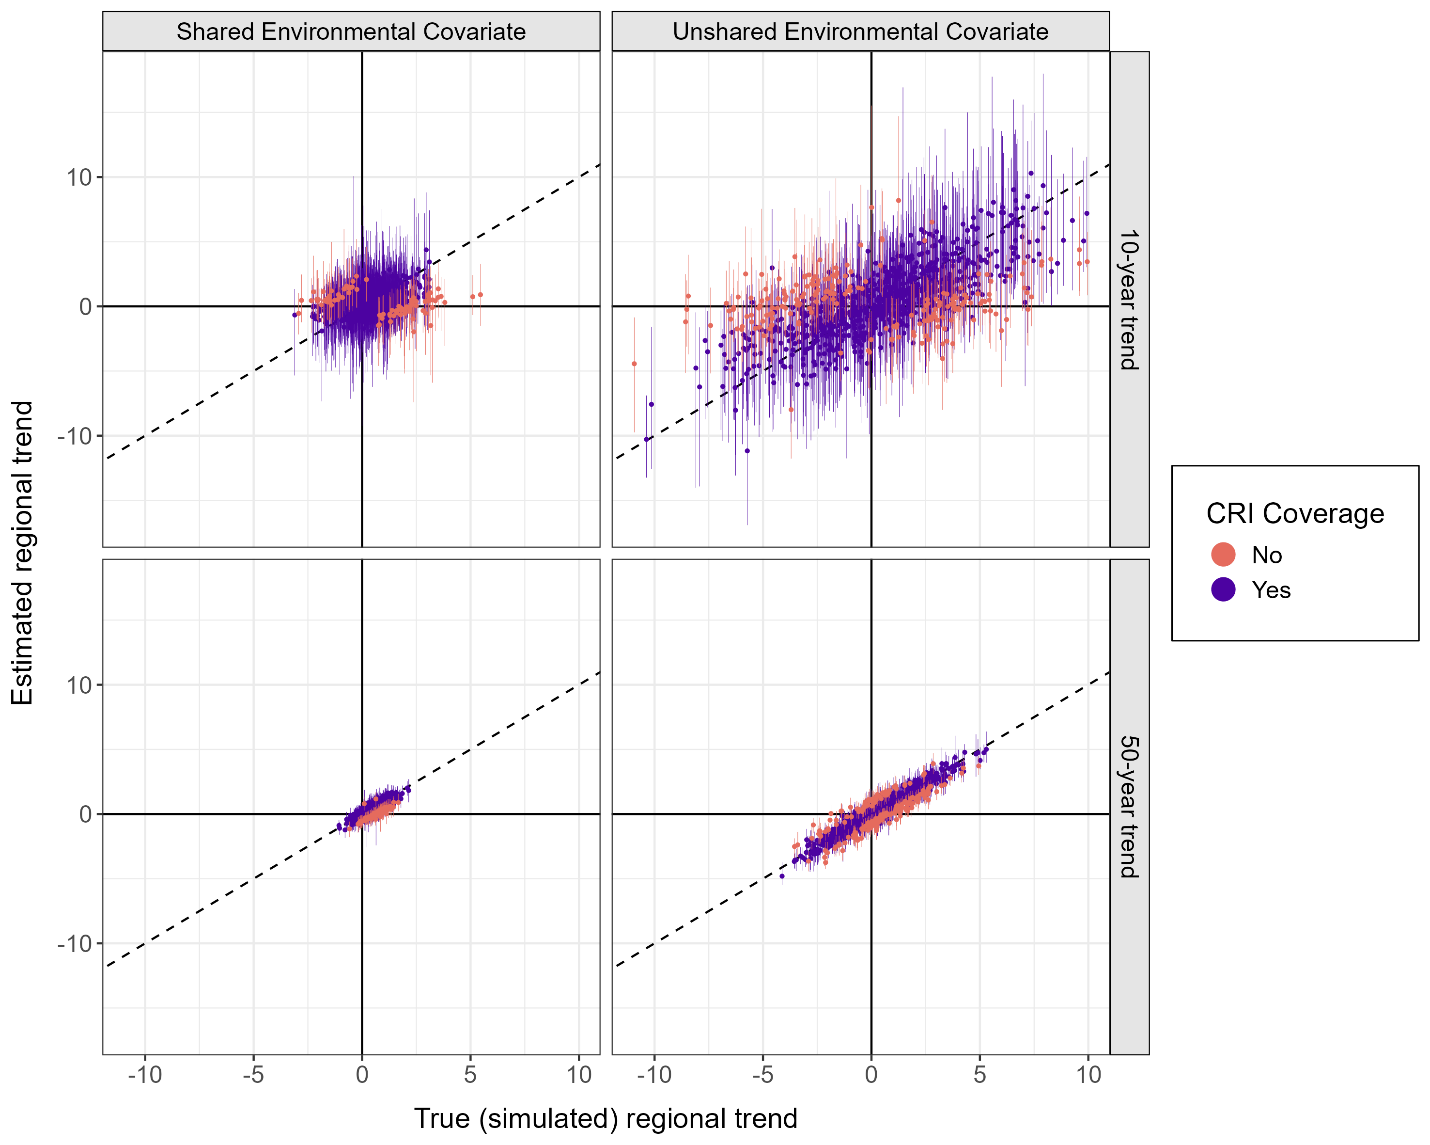 Shared Environmental Covariate
Unshared Environmental Covariate
10
0
-10
10-year trend
10
0
-10
50-year trend
-10
-5
0
5
10
-10
-5
0
5
10
Estimated regional trend
True (simulated) regional trend
CRI Coverage
No
Yes